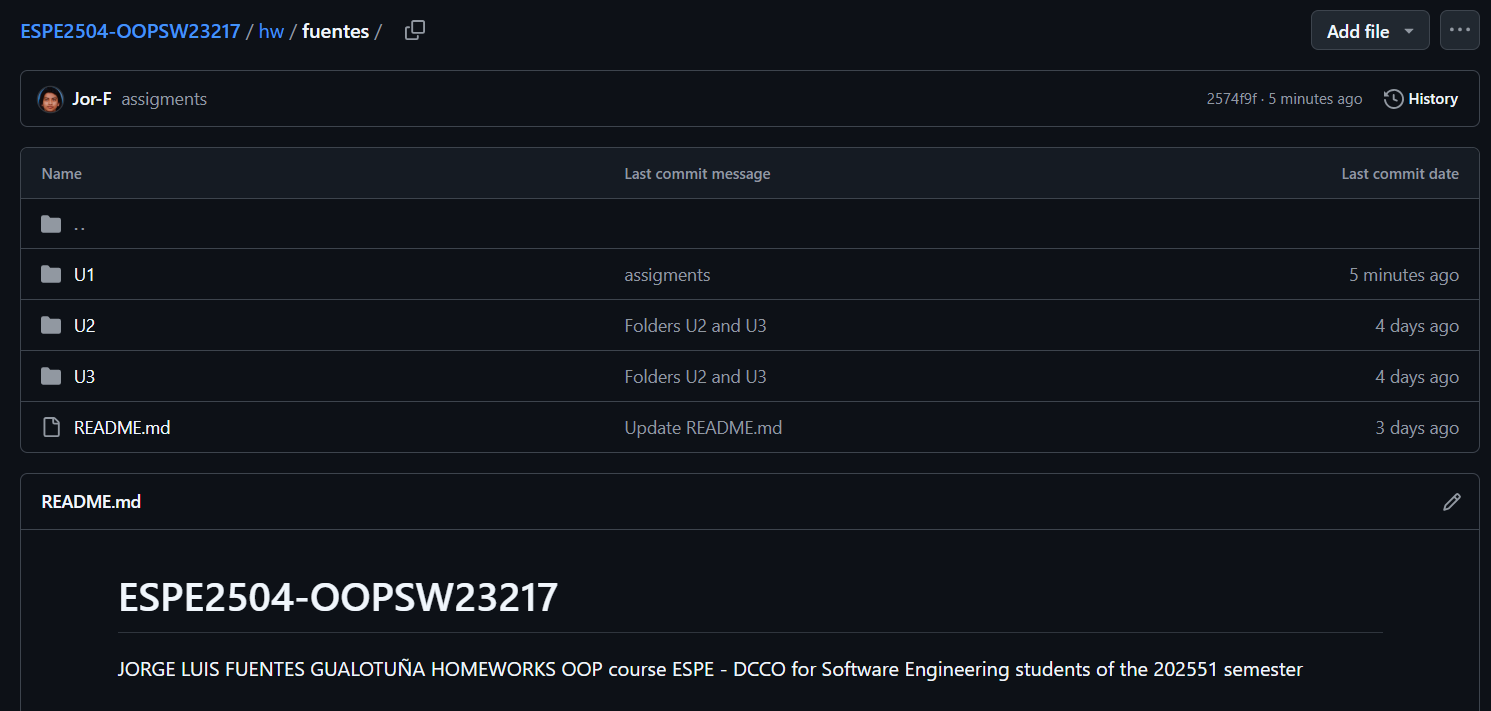 ESPE2504-OOPSW23217 / hw / fuentes /
Add file
Jor-F assigments
2574f9f · 5 minutes ago
History
Name Last commit message Last commit date
..
U1 assigments 5 minutes ago
U2 Folders U2 and U3 4 days ago
U3 Folders U2 and U3 4 days ago
README.md Update README.md 3 days ago
README.md
ESPE2504-OOPSW23217
JORGE LUIS FUENTES GUALOTUÑA HOMEWORKS OOP course ESPE - DCCO for Software Engineering students of the 202551 semester